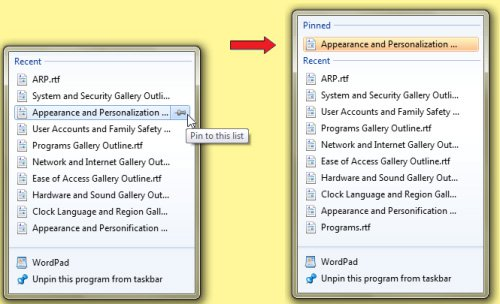 Recent
ARP.rtf
System and Security Gallery Outli...
Appearance and Personalization ...
Pin to this list
User Accounts and Family Safety ...
Programs Gallery Outline.rtf
Network and Internet Gallery Out...
Ease of Access Gallery Outline.rtf
Hardware and Sound Gallery Outl...
Clock Language and Region Gall...
Appearance and Personification ...
WordPad
Unpin this program from taskbar
Pinned
Appearance and Personalization ...
Recent
ARP.rtf
System and Security Gallery Outli...
User Accounts and Family Safety ...
Programs Gallery Outline.rtf
Network and Internet Gallery Out...
Ease of Access Gallery Outline.rtf
Hardware and Sound Gallery Outl...
Clock Language and Region Gall...
Appearance and Personification ...
Programs.rtf
WordPad
Unpin this program from taskbar